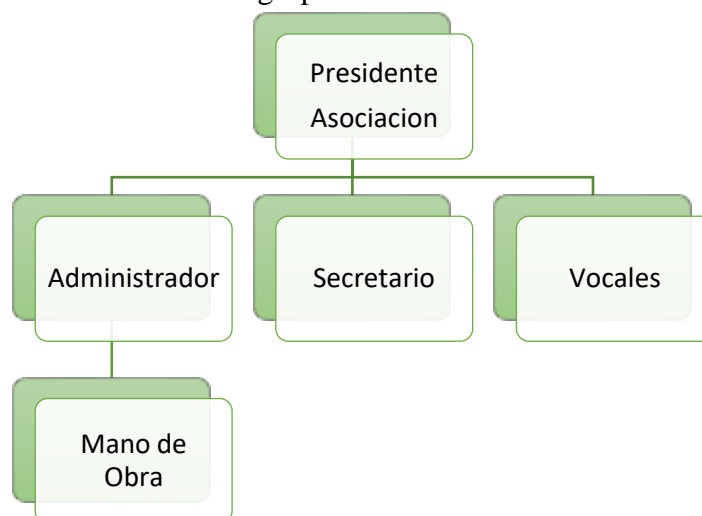 Presidente
Asociacion
Administrador
Secretario
Vocales
Mano de
Obra